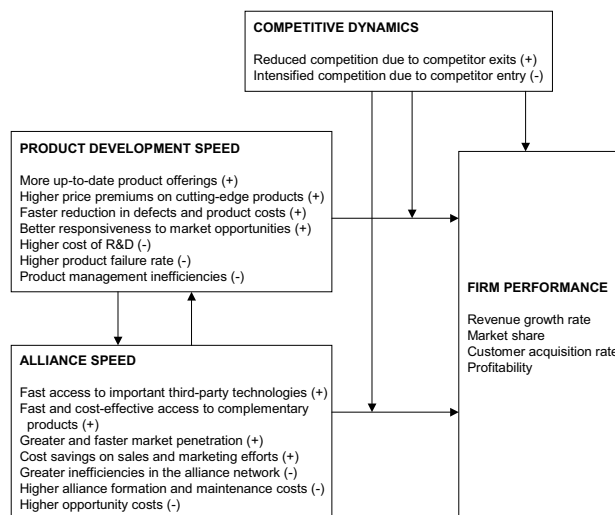 COMPETITIVE DYNAMICS
Reduced competition due to competitor exits (+)
Intensified competition due to competitor entry (-)
PRODUCT DEVELOPMENT SPEED
More up-to-date product offerings (+)
Higher price premiums on cutting-edge products (+)
Faster reduction in defects and product costs (+)
Better responsiveness to market opportunities (+)
Higher cost of R&D (-)
Higher product failure rate (-)
Product management inefficiencies (-)
ALLIANCE SPEED
Fast access to important third-party technologies (+)
Fast and cost-effective access to complementary
products (+)
Greater and faster market penetration (+)
Cost savings on sales and marketing efforts (+)
Greater inefficiencies in the alliance network (-)
Higher alliance formation and maintenance costs (-)
Higher opportunity costs (-)
FIRM PERFORMANCE
Revenue growth rate
Market share
Customer acquisition rate
Profitability